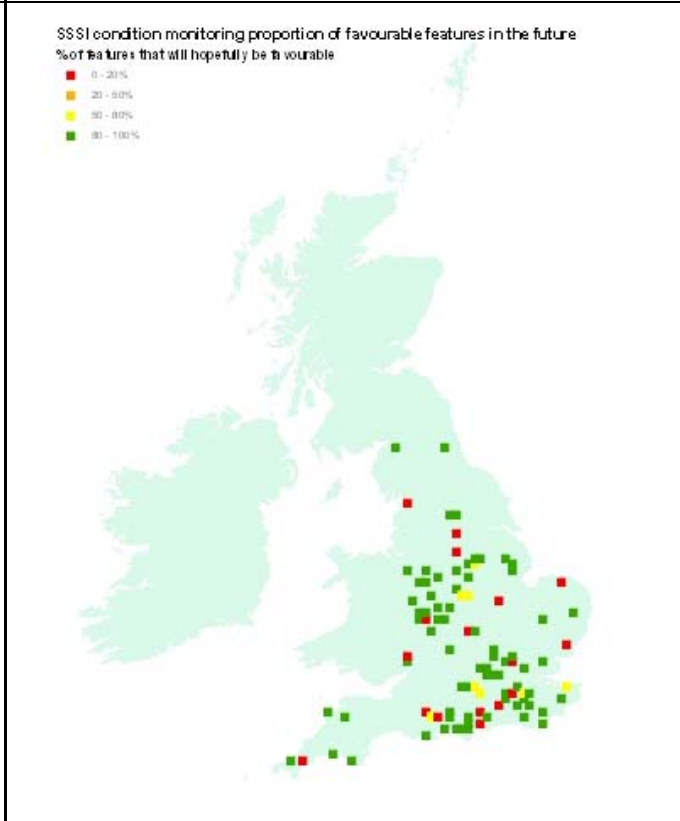 SSSI condition monitoring proportion of favourable features in the future
% of features that will hopefully be favourable
0 - 20%
20 - 50%
50 - 80%
80 - 100%